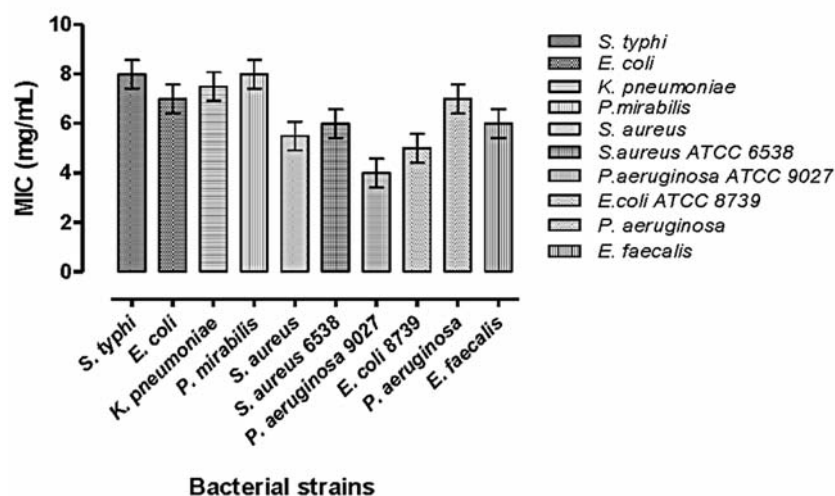 10
8
6
4
2
0
MIC (mg/mL)
S. typhi
E. coli
K. pneumoniae
P. mirabilis
S. aureus
S. aureus 6538
P. aeruginosa 9027
E. coli 8739
P. aeruginosa
E. faecalis
Bacterial strains
S. typhi
E. coli
K. pneumoniae
P.mirabilis
S. aureus
S.aureus ATCC 6538
P.aeruginosa ATCC 9027
E.coli ATCC 8739
P. aeruginosa
E. faecalis